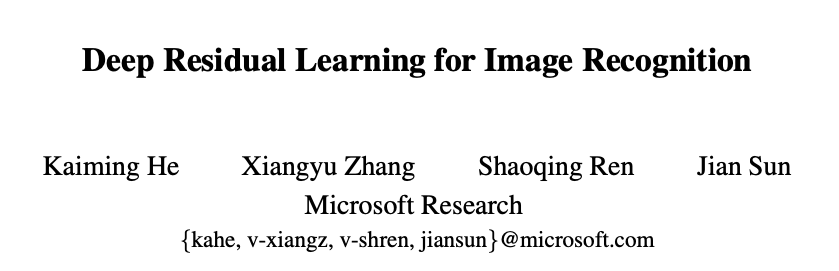 Deep Residual Learning for Image Recognition
Kaiming He Xiangyu Zhang Shaoqing Ren Jian Sun
Microsoft Research
{kahe, v-xiangz, v-shren, jiansun}@microsoft.com